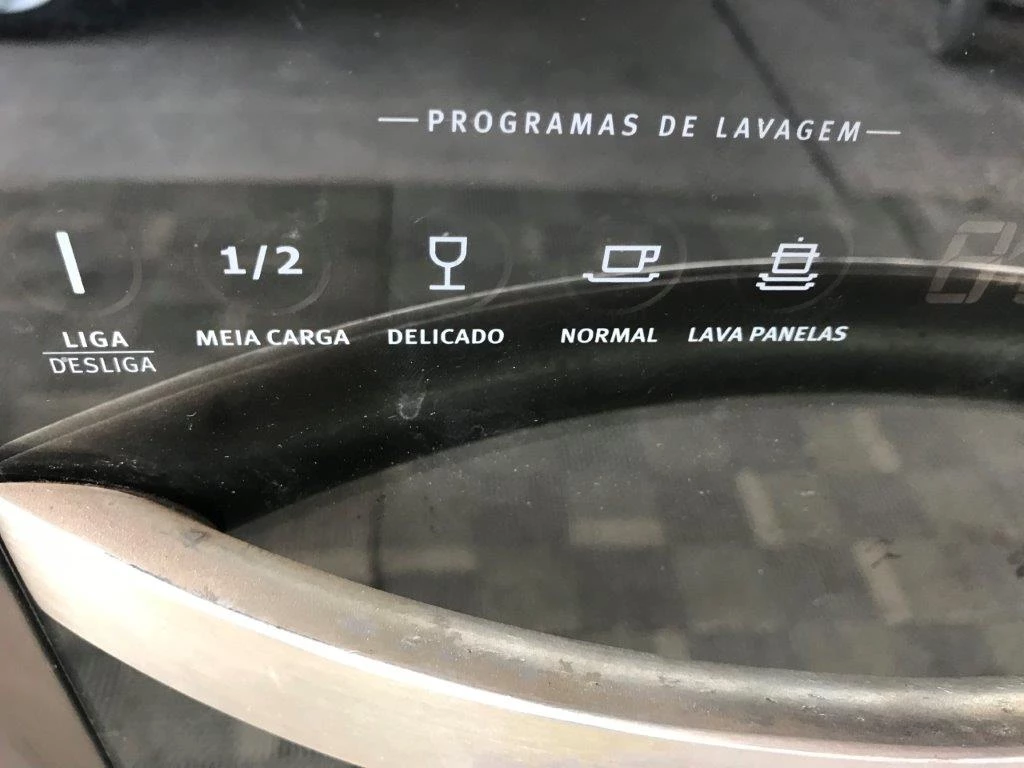 PROGRAMAS DE LAVAGEM
1/2
LIGA
DESLIGA
MEIA CARGA
DELICADO
NORMAL
LAVA PANELAS